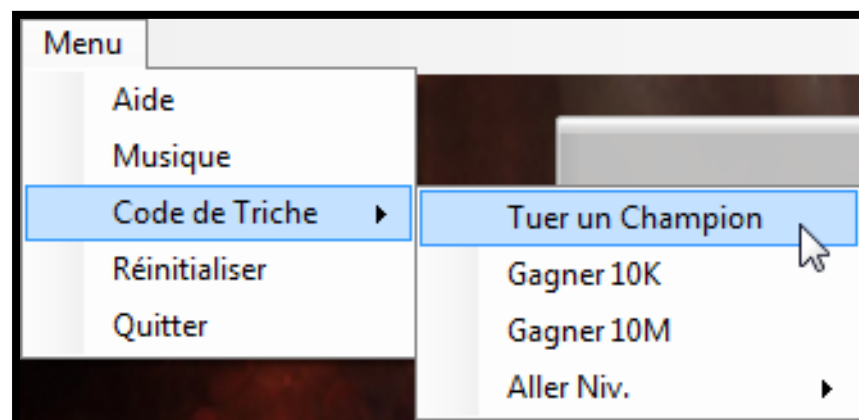 Menu
Aide
Musique
Code de Triche
Réinitialiser
Quitter
Tuer un Champion
Gagner 10K
Gagner 10M
Aller Niv.